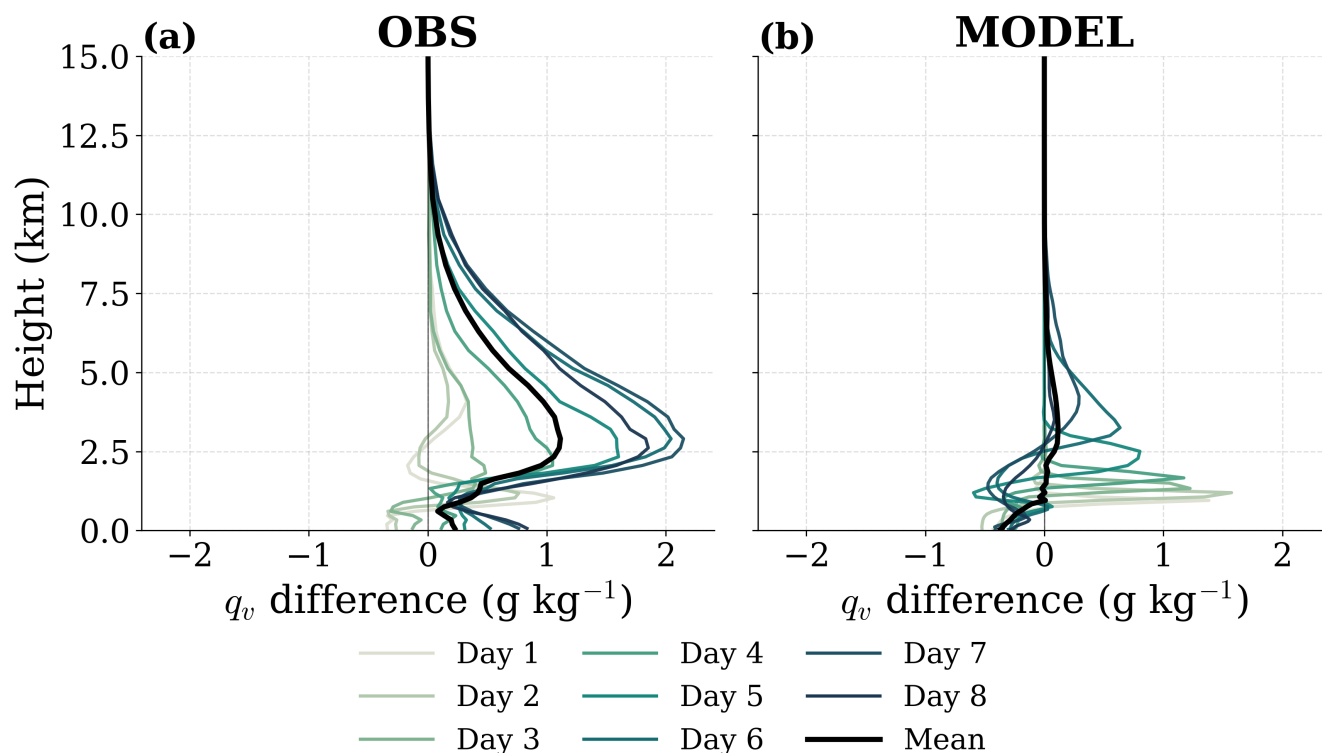 (a) OBS
(b) MODEL
Height (km)
15.0
12.5
10.0
7.5
5.0
2.5
0.0
−2 −1 0 1 2
−2 −1 0 1 2
q_v difference (g kg⁻¹)
q_v difference (g kg⁻¹)
Day 1 Day 4 Day 7
Day 2 Day 5 Day 8
Day 3 Day 6 Mean